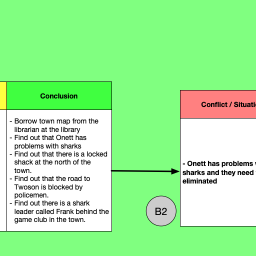 Conclusion
- Borrow town map from the
librarian at the library
- Find out that Onett has
problems with sharks
- Find out that there is a locked
shack at the north of the
town.
- Find out that the road to
Twoson is blocked by
policemen.
- Find out there is a shark
leader called Frank behind the
game club in the town.
Conflict /
- Onett has problems
sharks and they need
eliminated
B2